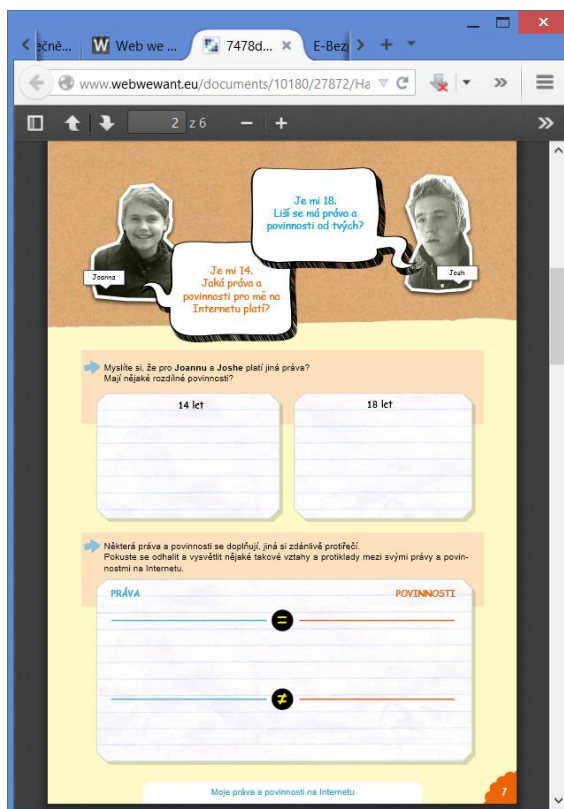 ečně...
W Web we ...
7478d...
E-Bez
www.webwewant.eu/documents/10180/27872/Ha
2 z 6
Je mi 18.
Liší se má práva a
povinnosti od tvých?
Joanna
Josh
Je mi 14.
Jaká práva a
povinnosti pro mě na
Internetu platí?
Myslíte si, že pro Joannu a Joshe platí jiná práva?
Mají nějaké rozdílné povinnosti?
14 let
18 let
Některá práva a povinnosti se doplňují, jiná si zdánlivě protiřečí.
Pokuste se odhalit a vysvětlit nějaké takové vztahy a protiklady mezi svými právy a povin-
nostmi na Internetu.
PRÁVA
POVINNOSTI
=
≠
Moje práva a povinnosti na Internetu
7